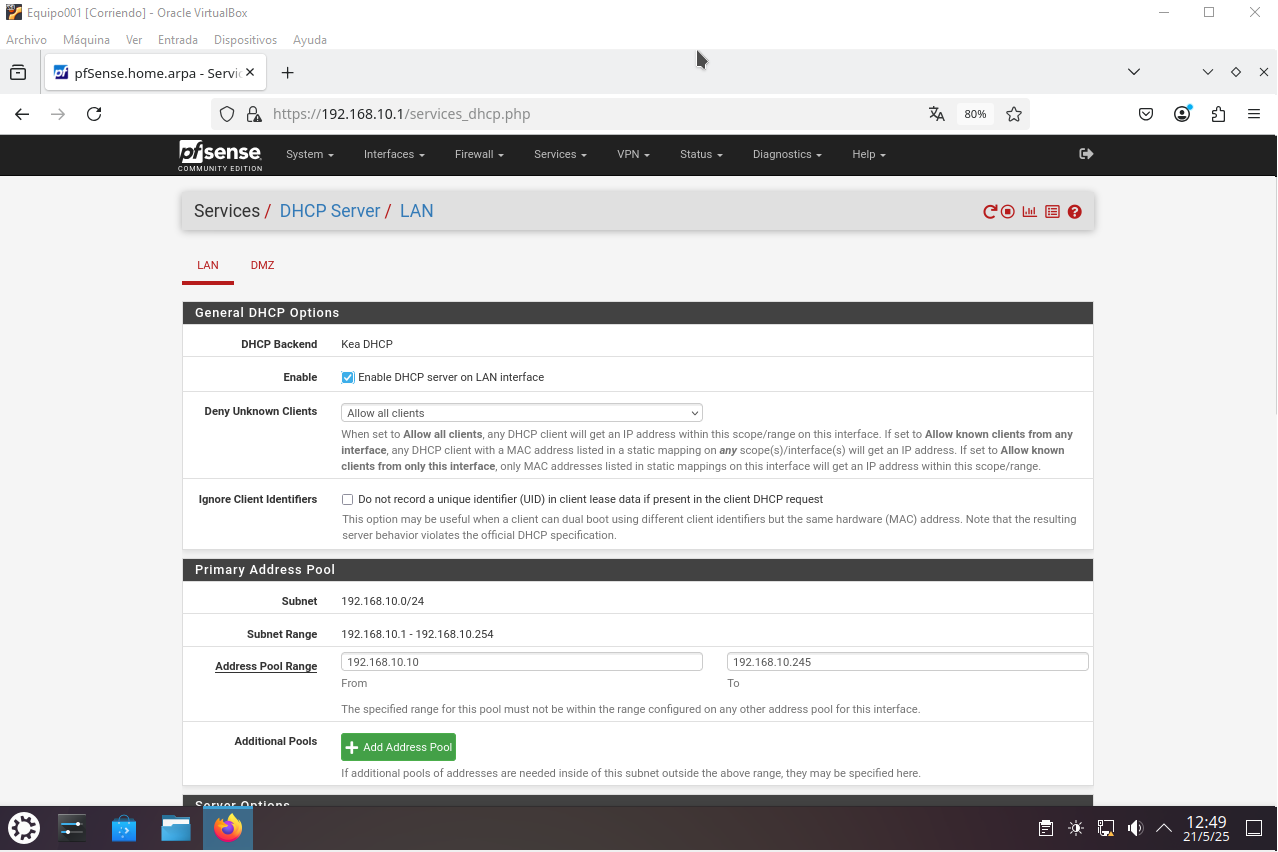 Equipo001 [Corriendo] - Oracle VirtualBox
Archivo Máquina Ver Entrada Dispositivos Ayuda
pfSense.home.arpa - Servic
https://192.168.10.1/services_dhcp.php 80%
pfsense
COMMUNITY EDITION
System Interfaces Firewall Services VPN Status Diagnostics Help
Services / DHCP Server / LAN
LAN DMZ
General DHCP Options
DHCP Backend Kea DHCP
Enable Enable DHCP server on LAN interface
Deny Unknown Clients Allow all clients
When set to Allow all clients, any DHCP client will get an IP address within this scope/range on this interface. If set to Allow known clients from any
interface, any DHCP client with a MAC address listed in a static mapping on any scope(s)/interface(s) will get an IP address. If set to Allow known
clients from only this interface, only MAC addresses listed in static mappings on this interface will get an IP address within this scope/range.
Ignore Client Identifiers Do not record a unique identifier (UID) in client lease data if present in the client DHCP request
This option may be useful when a client can dual boot using different client identifiers but the same hardware (MAC) address. Note that the resulting
server behavior violates the official DHCP specification.
Primary Address Pool
Subnet 192.168.10.0/24
Subnet Range 192.168.10.1 - 192.168.10.254
Address Pool Range 192.168.10.10 192.168.10.245
From To
The specified range for this pool must not be within the range configured on any other address pool for this interface.
Additional Pools Add Address Pool
If additional pools of addresses are needed inside of this subnet outside the above range, they may be specified here.
Server Options
12:49
21/5/25